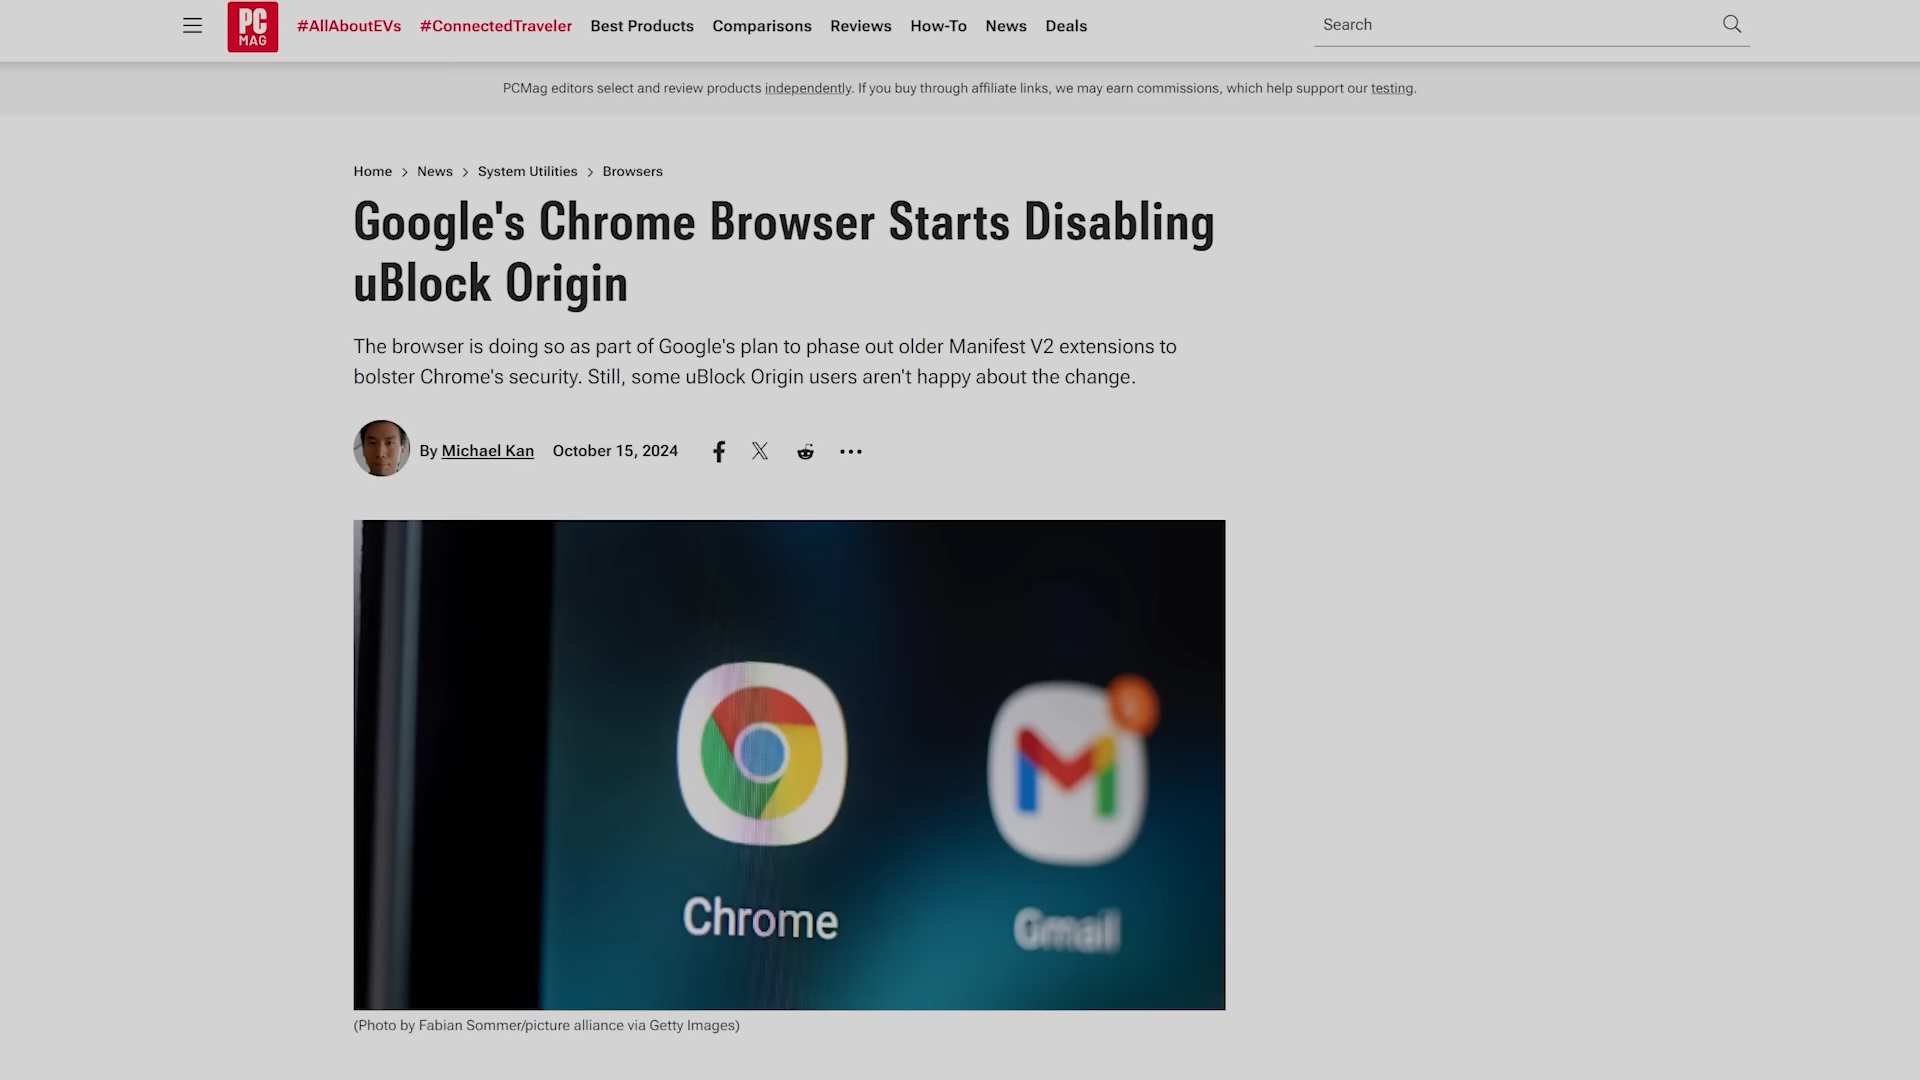 PC
MAG
#AllAboutEVs #ConnectedTraveler Best Products Comparisons Reviews How-To News Deals Search
PCMag editors select and review products independently. If you buy through affiliate links, we may earn commissions, which help support our testing.
Home > News > System Utilities > Browsers
Google's Chrome Browser Starts Disabling
uBlock Origin
The browser is doing so as part of Google's plan to phase out older Manifest V2 extensions to
bolster Chrome's security. Still, some uBlock Origin users aren't happy about the change.
By Michael Kan October 15, 2024
Chrome
Gmail
(Photo by Fabian Sommer/picture alliance via Getty Images)